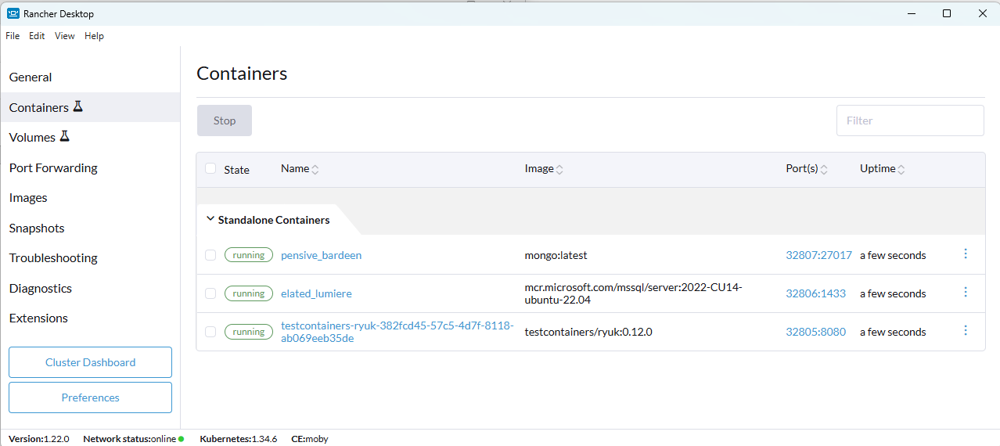 Rancher Desktop
File Edit View Help
General
Containers
Volumes
Port Forwarding
Images
Snapshots
Troubleshooting
Diagnostics
Extensions
Cluster Dashboard
Preferences
Containers
Stop
Filter
State Name Image Port(s) Uptime
Standalone Containers
running pensive_bardeen mongo:latest 32807:27017 a few seconds
running elated_lumiere mcr.microsoft.com/mssql/server:2022-CU14-
ubuntu-22.04 32806:1433 a few seconds
running testcontainers-ryuk-382fcd45-57c5-4d7f-8118-
ab069eeb35de testcontainers/ryuk:0.12.0 32805:8080 a few seconds
Version:1.22.0 Network status:online Kubernetes:1.34.6 CE:moby